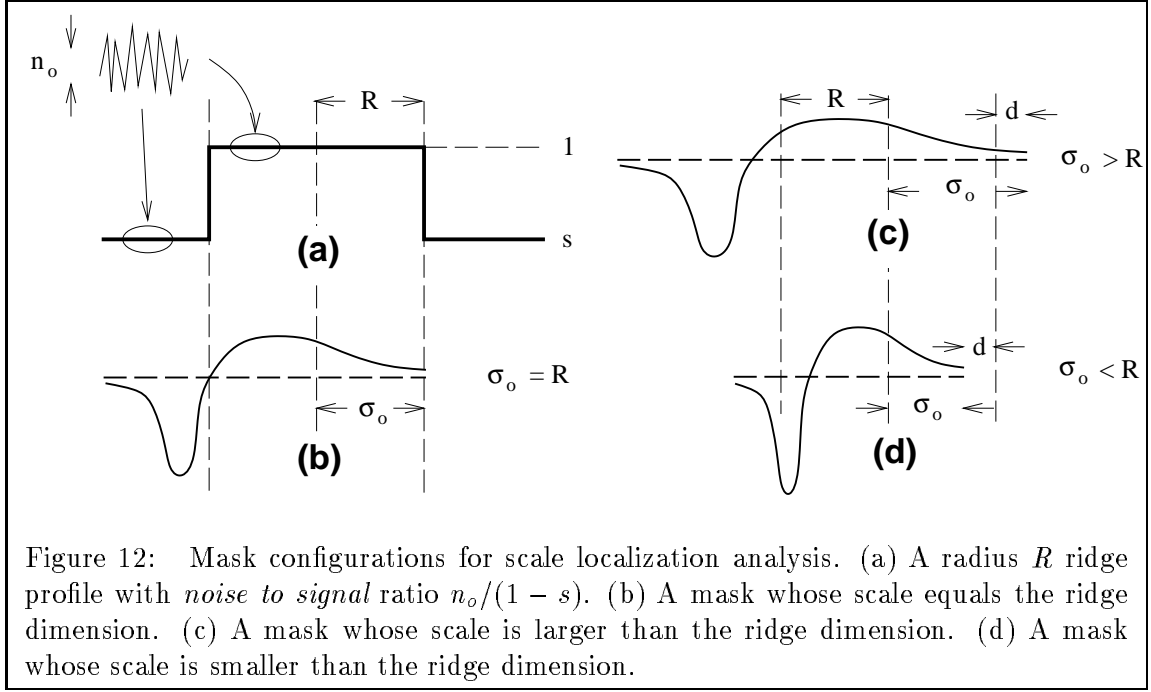 n_o
R
1
s
(a)
σ_o = R
σ_o
(b)
R
d
σ_o > R
σ_o
(c)
d
σ_o < R
σ_o
(d)
Figure 12: Mask configurations for scale localization analysis. (a) A radius R ridge
profile with noise to signal ratio n_o/(1 − s). (b) A mask whose scale equals the ridge
dimension. (c) A mask whose scale is larger than the ridge dimension. (d) A mask
whose scale is smaller than the ridge dimension.